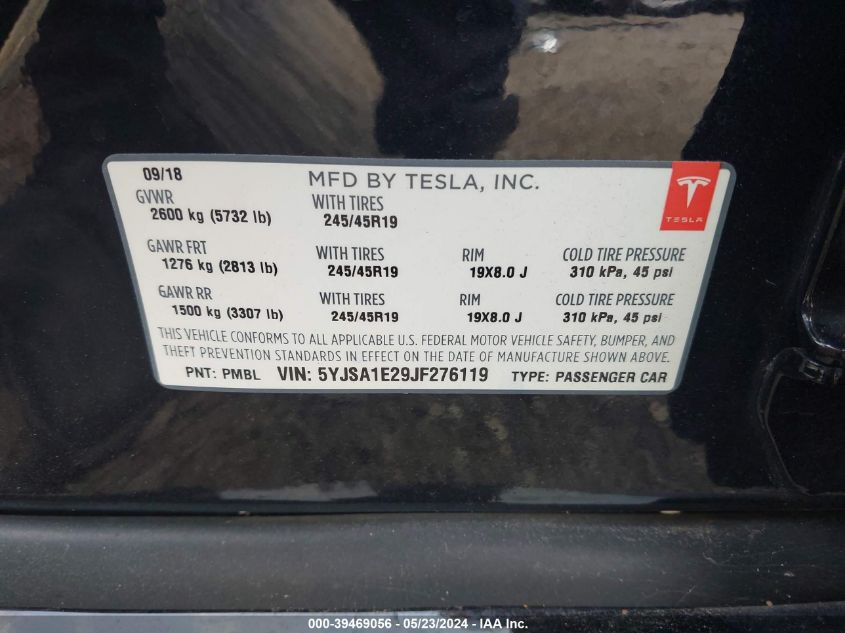 09/18 MFD BY TESLA, INC.
GVWR WITH TIRES
2600 kg (5732 lb) 245/45R19
TESLA
GAWR FRT WITH TIRES RIM COLD TIRE PRESSURE
1276 kg (2813 lb) 245/45R19 19X8.0 J 310 kPa, 45 psi
GAWR RR WITH TIRES RIM COLD TIRE PRESSURE
1500 kg (3307 lb) 245/45R19 19X8.0 J 310 kPa, 45 psi
THIS VEHICLE CONFORMS TO ALL APPLICABLE U.S. FEDERAL MOTOR VEHICLE SAFETY, BUMPER, AND
THEFT PREVENTION STANDARDS IN EFFECT ON THE DATE OF MANUFACTURE SHOWN ABOVE.
PNT: PMBL VIN: 5YJSA1E29JF276119 TYPE: PASSENGER CAR
000-39469056 - 05/23/2024 - IAA Inc.